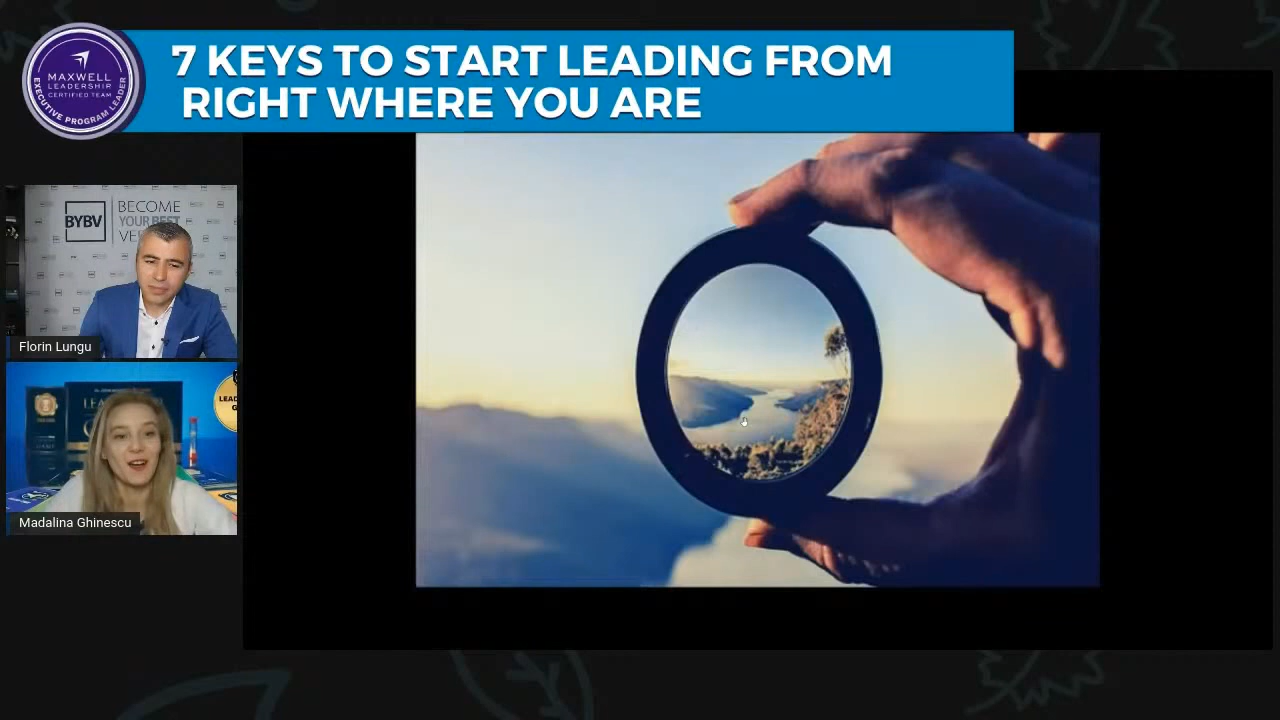 7 KEYS TO START LEADING FROM
RIGHT WHERE YOU ARE
MAXWELL
LEADERSHIP
CERTIFIED TEAM
EXECUTIVE PROGRAM LEADER
BYBV
BECOME
YOUR BEST
Florin Lungu
Madalina Ghinescu